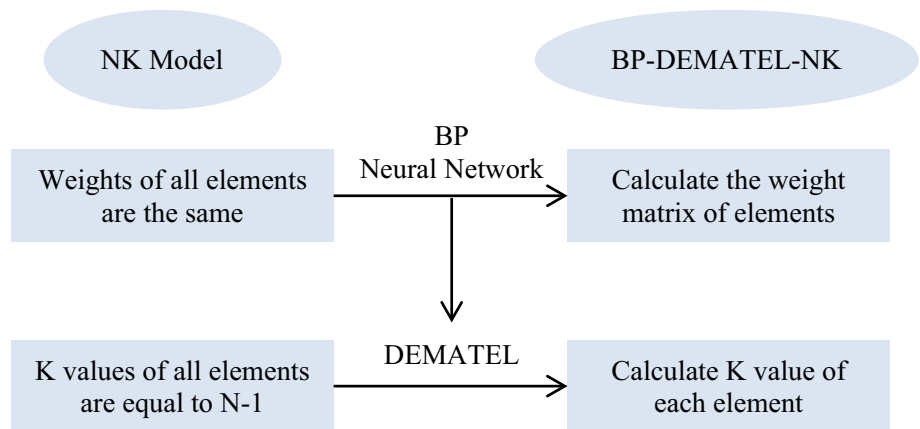 NK Model
BP-DEMATEL-NK
BP
Neural Network
Weights of all elements
are the same
Calculate the weight
matrix of elements
DEMATEL
K values of all elements
are equal to N-1
Calculate K value of
each element